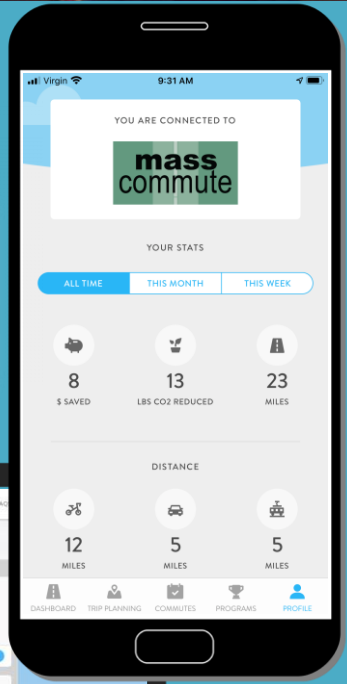 Virgin 9:31 AM
YOU ARE CONNECTED TO
mass
commute
YOUR STATS
ALL TIME THIS MONTH THIS WEEK
8 13 23
$ SAVED LBS CO2 REDUCED MILES
DISTANCE
12 5 5
MILES MILES MILES
DASHBOARD TRIP PLANNING COMMUTES PROGRAMS PROFILE